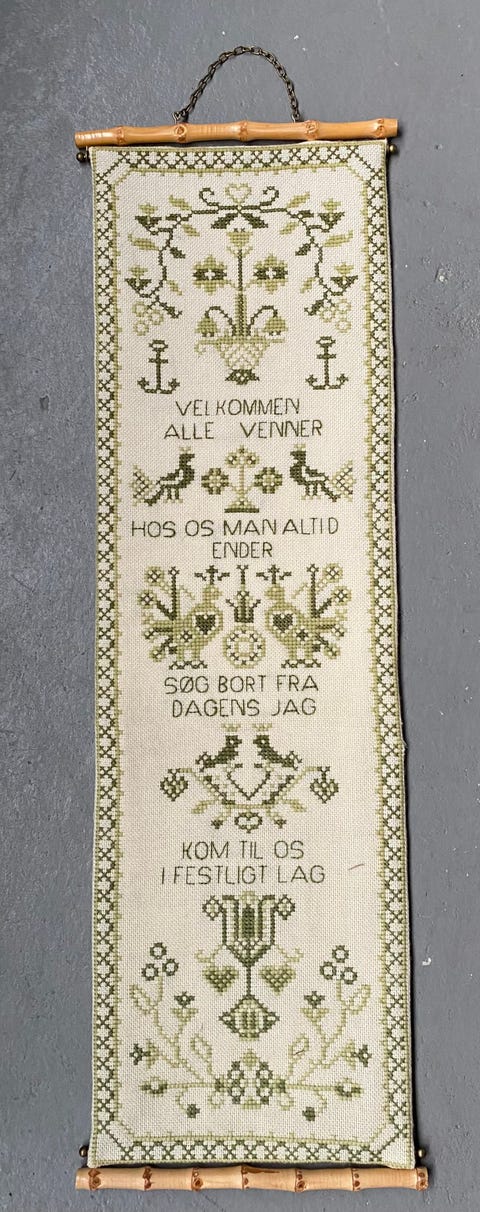 VELKOMMEN
ALLE VENNER
HOS OS MAN ALTID
ENDER
SØG BORT FRA
DAGENS JAG
KOM TIL OS
I FESTLIGT LAG